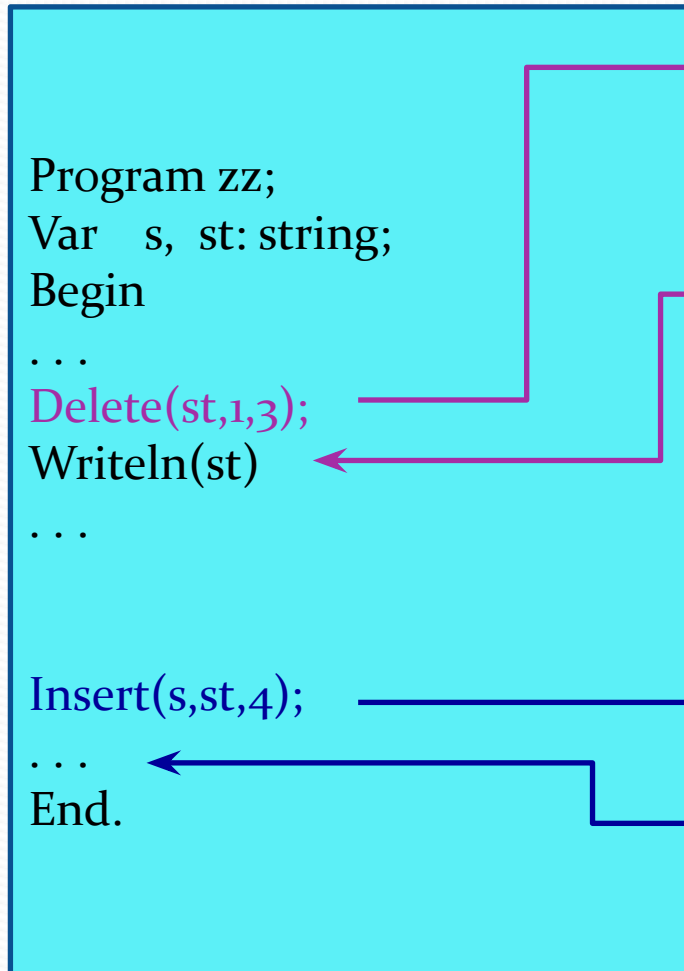 Program zz;
Var s, st: string;
Begin
. . .
Delete(st,1,3);
Writeln(st)
. . .
Insert(s,st,4);
. . .
End.